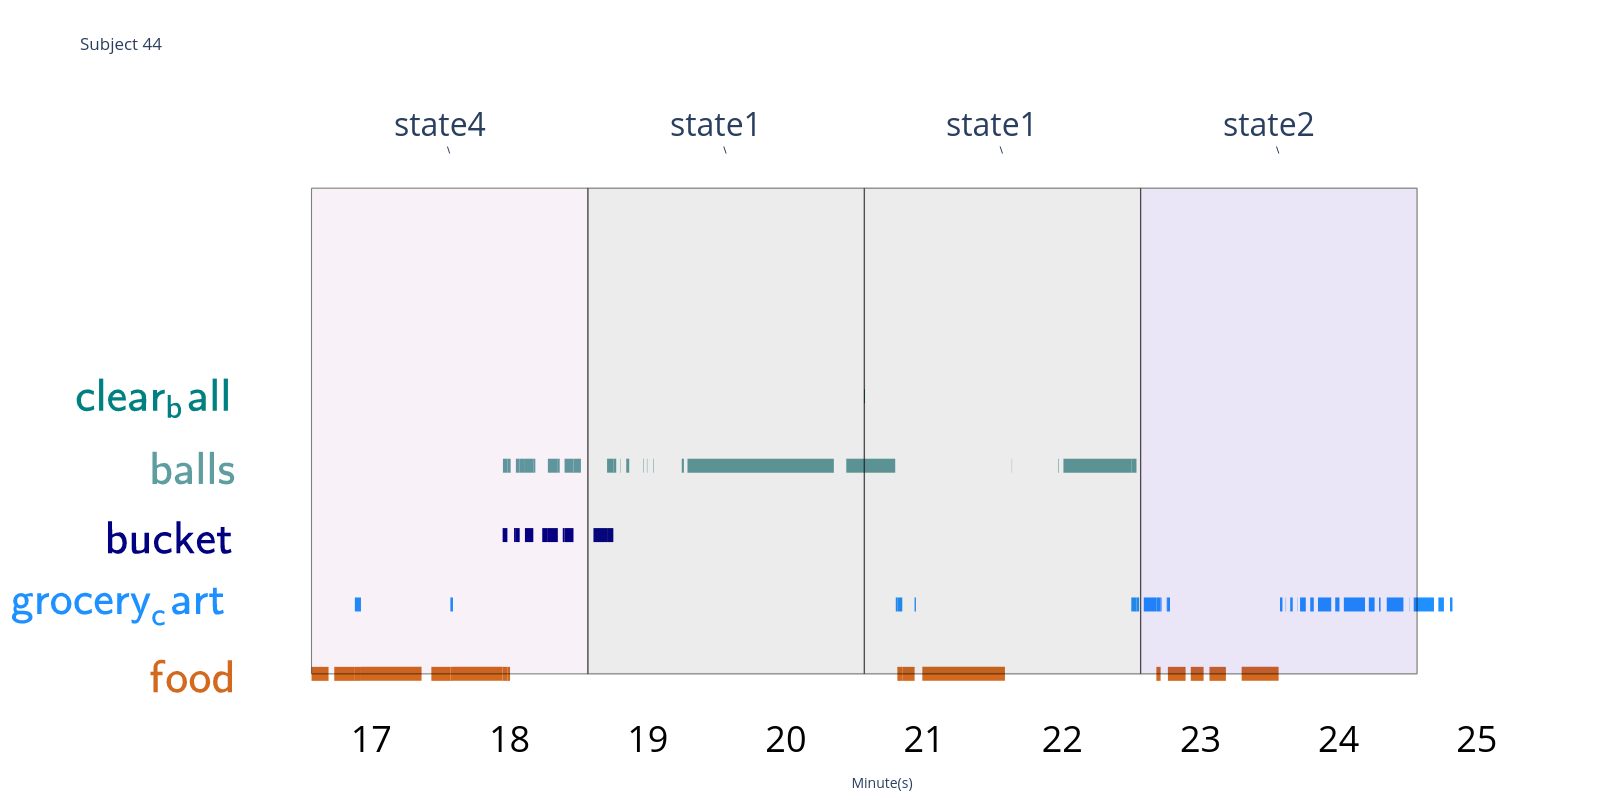 Subject 44
state4 state1 state1 state2
clear_ball
balls
bucket
grocery_cart
food
17 18 19 20 21 22 23 24 25
Minute(s)